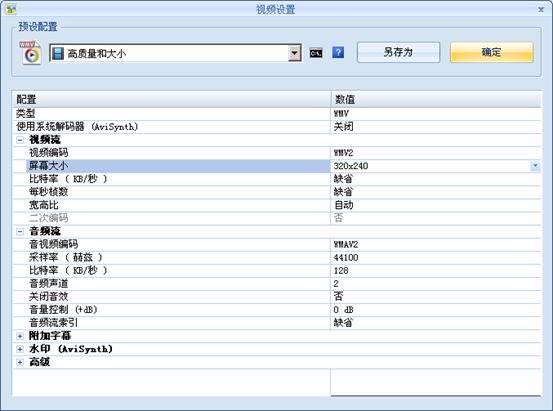 视频设置
预设配置
WMV
高质量和大小
C:\
?
另存为
确定
配置 数值
类型 WMV
使用系统解码器 (AviSynth) 关闭
视频流
视频编码 WMV2
屏幕大小 320x240
比特率 ( KB/秒 ) 缺省
每秒桢数 缺省
宽高比 自动
二次编码 否
音频流
音视频编码 WMAV2
采样率 ( 赫兹 ) 44100
比特率 ( KB/秒 ) 128
音频声道 2
关闭音效 否
音量控制 (+dB) 0 dB
音频流索引 缺省
附加字幕
水印 (AviSynth)
高级